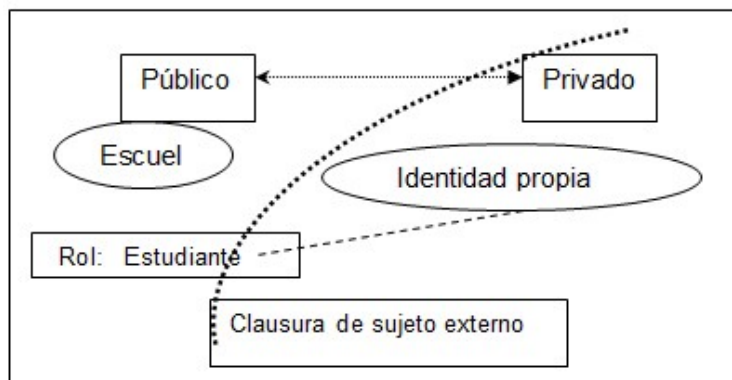 Público
Privado
Escuel
Identidad propia
Rol: Estudiante
Clausura de sujeto externo